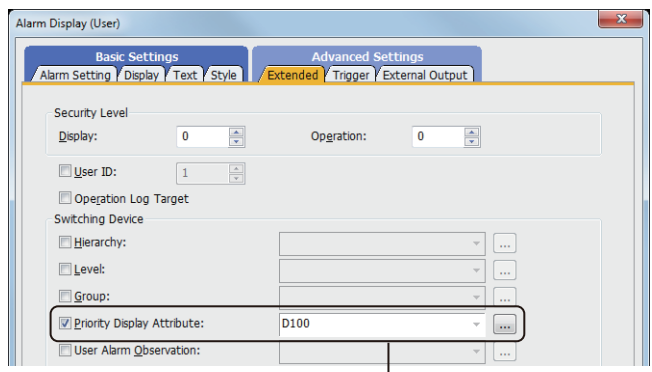 Alarm Display (User)
Basic Settings Advanced Settings
Alarm Setting Display Text Style Extended Trigger External Output
Security Level
Display: 0 Operation: 0
User ID: 1
Operation Log Target
Switching Device
Hierarchy: ...
Level: ...
Group: ...
Priority Display Attribute: D100 ...
User Alarm Observation: ...